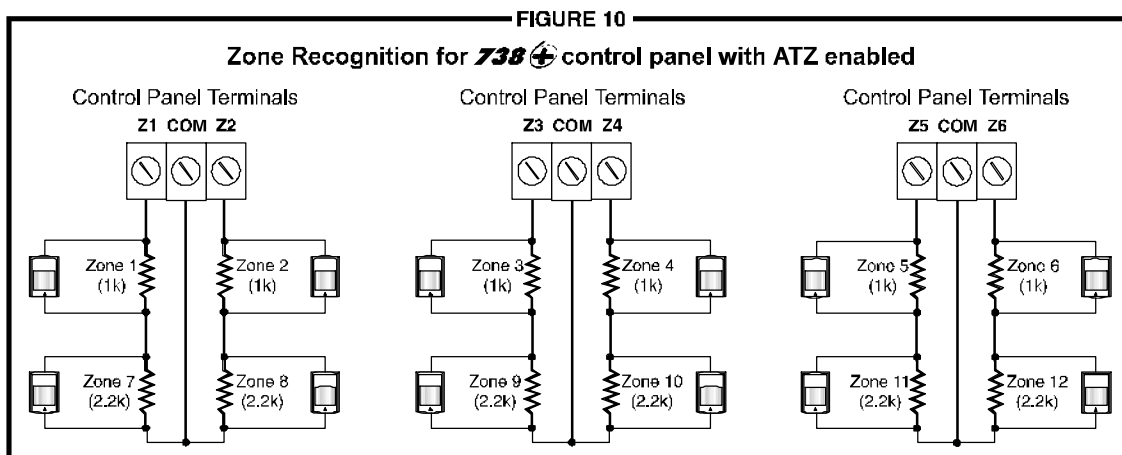 FIGURE 10
Zone Recognition for 738+ control panel with ATZ enabled
Control Panel Terminals
Z1 COM Z2
Zone 1
(1k)
Zone 2
(1k)
Zone 7
(2.2k)
Zone 8
(2.2k)
Control Panel Terminals
Z3 COM Z4
Zone 3
(1k)
Zone 4
(1k)
Zone 9
(2.2k)
Zone 10
(2.2k)
Control Panel Terminals
Z5 COM Z6
Zone 5
(1k)
Zone 6
(1k)
Zone 11
(2.2k)
Zone 12
(2.2k)